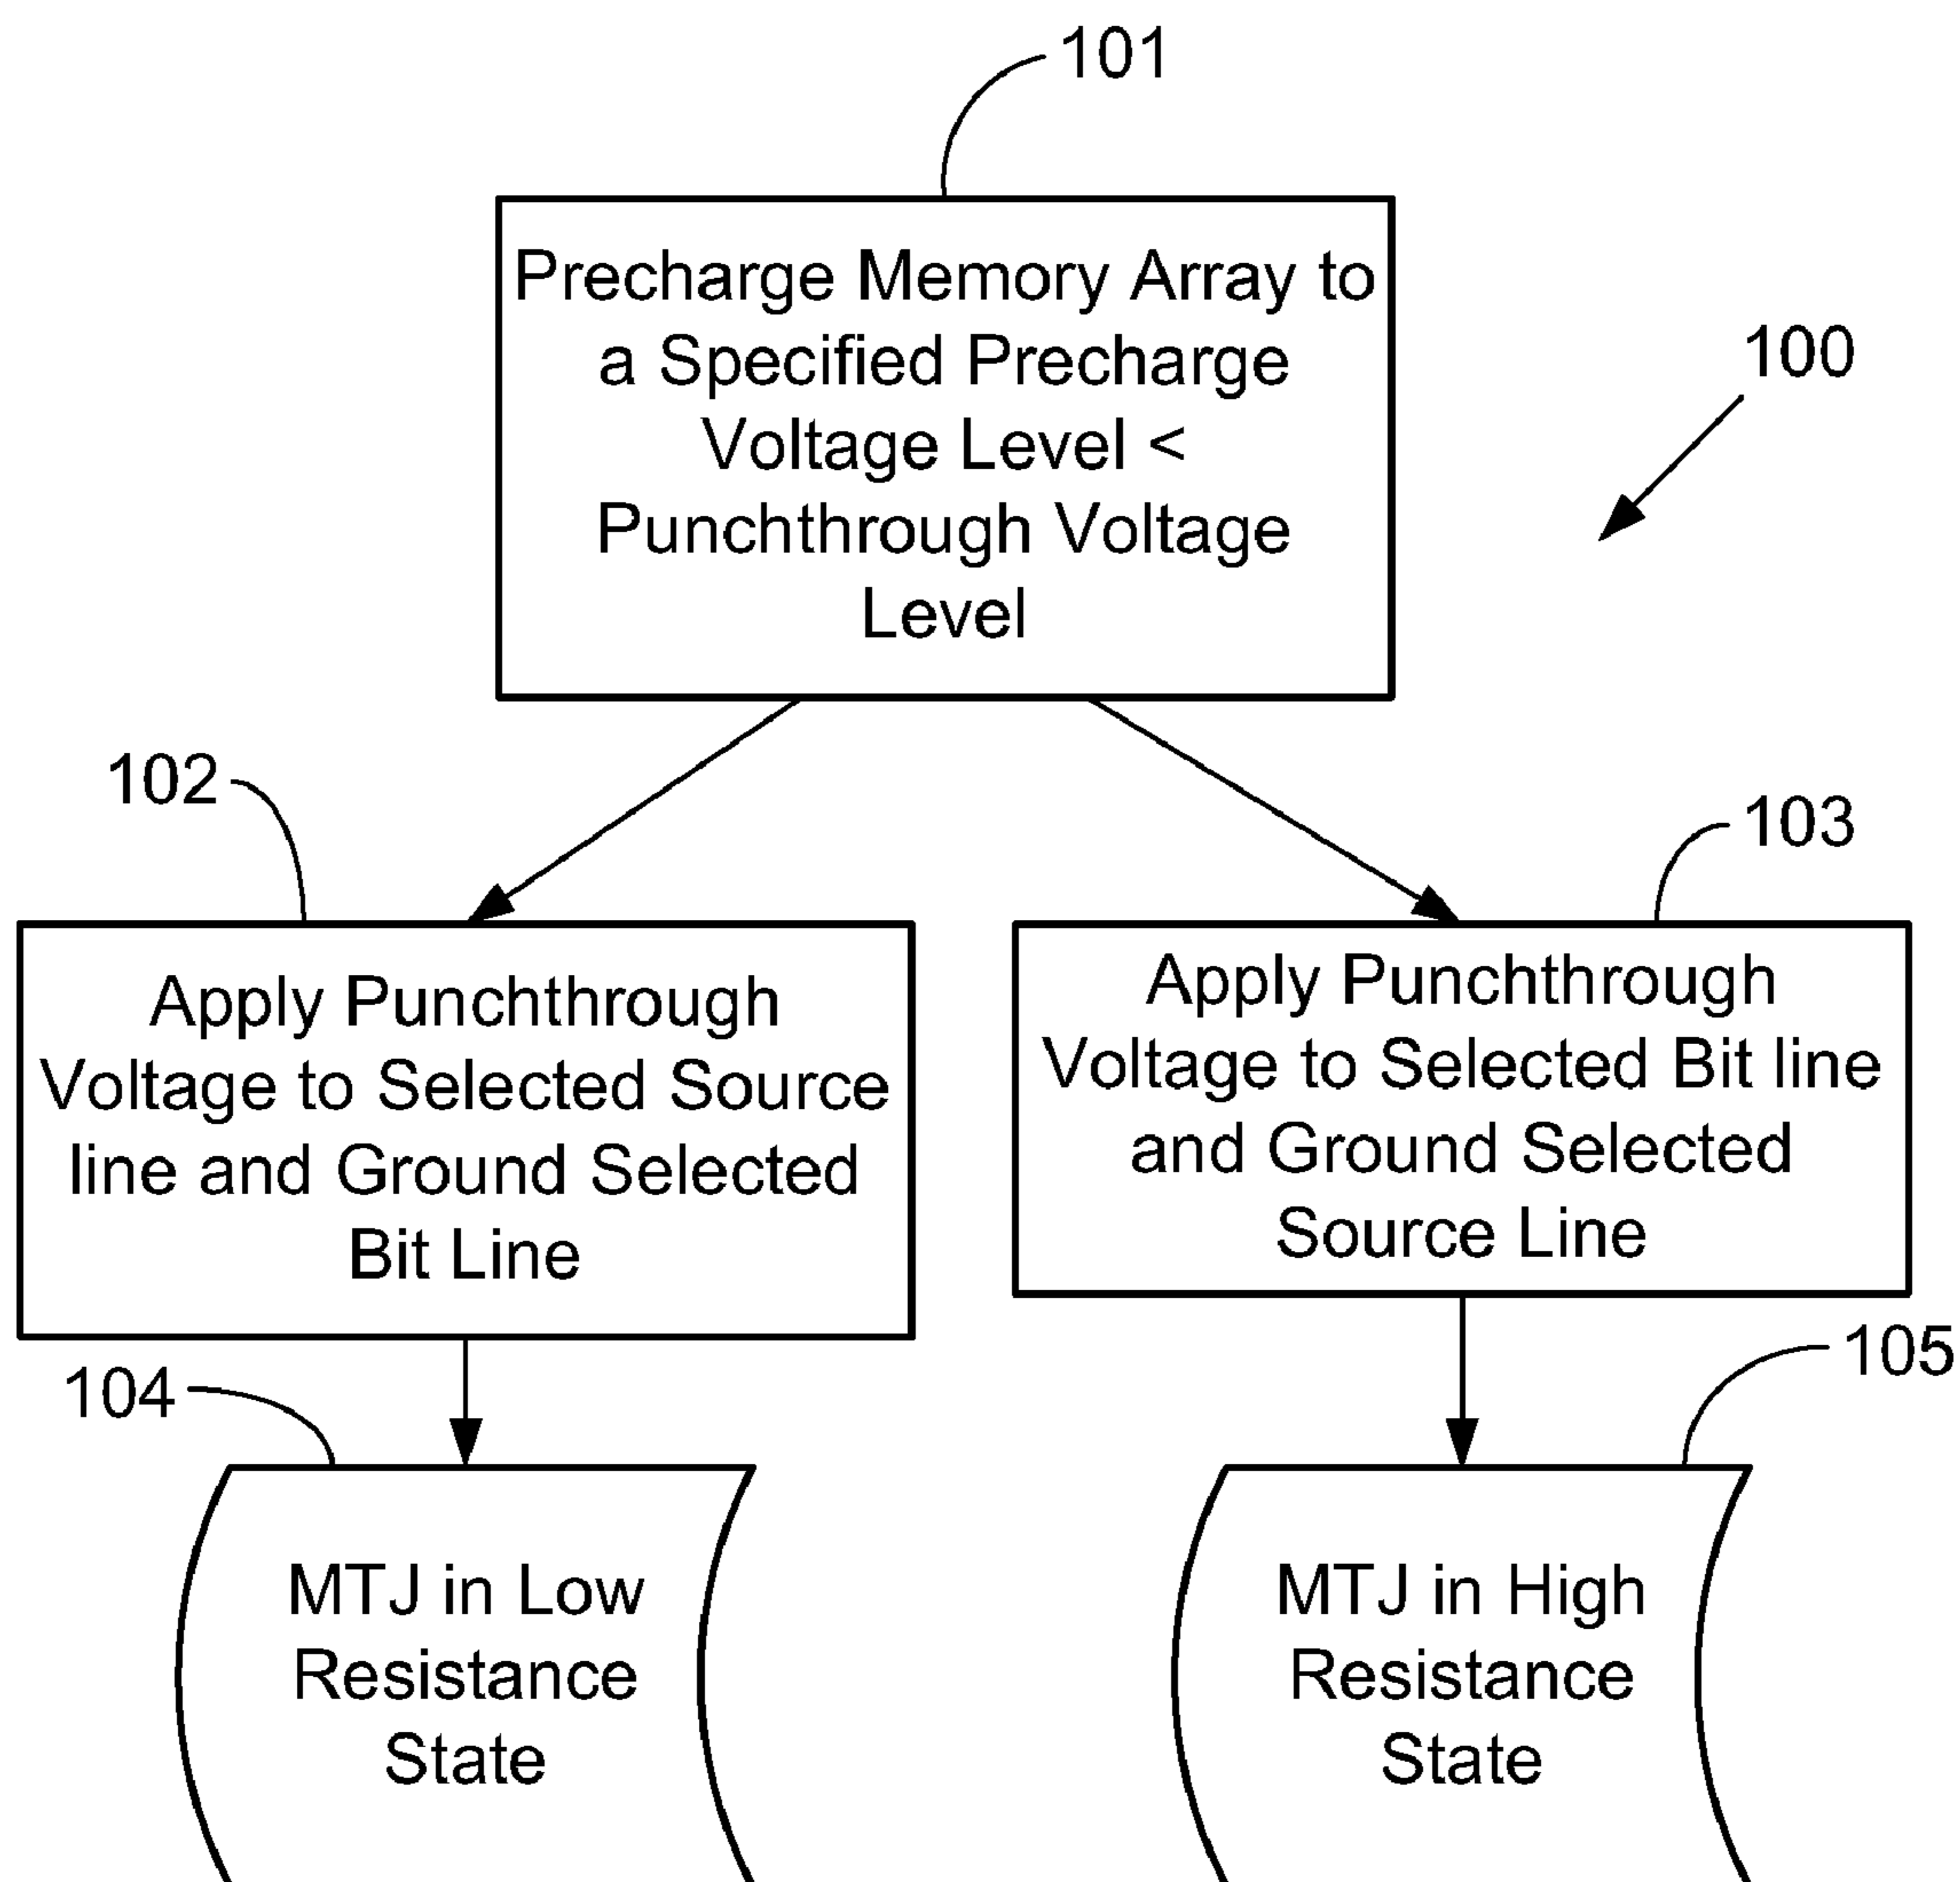 101
Precharge Memory Array to
a Specified Precharge
Voltage Level <
Punchthrough Voltage
Level
100
102
103
Apply Punchthrough
Voltage to Selected Source
line and Ground Selected
Bit Line
Apply Punchthrough
Voltage to Selected Bit line
and Ground Selected
Source Line
104
105
MTJ in Low
Resistance
State
MTJ in High
Resistance
State